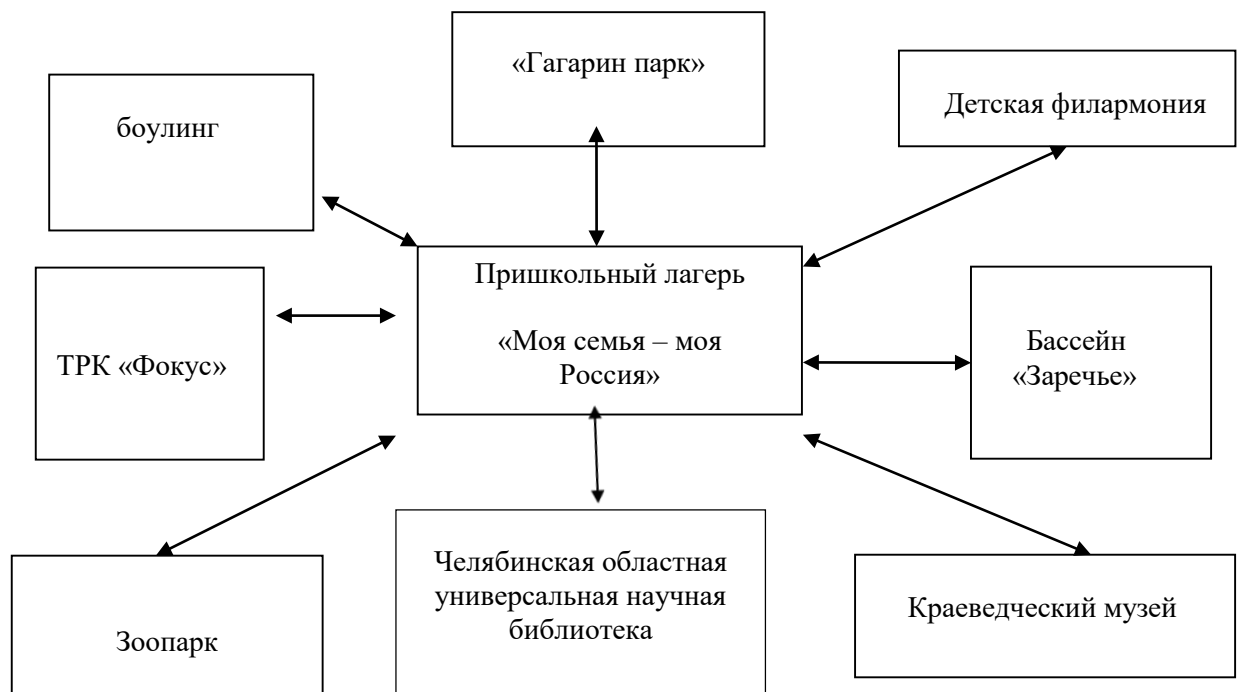 «Гагарин парк»
Детская филармония
боулинг
Пришкольный лагерь
«Моя семья – моя
Россия»
ТРК «Фокус»
Бассейн
«Заречье»
Зоопарк
Челябинская областная
универсальная научная
библиотека
Краеведческий музей